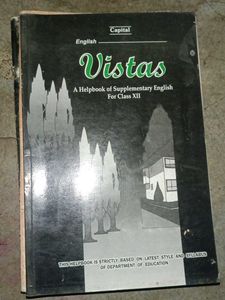 Capital
English
Vistas
A Helpbook of Supplementary English
For Class XII
THIS HELPBOOK IS STRICTLY BASED ON LATEST STYLE AND SYLLABUS
OF DEPARTMENT OF EDUCATION